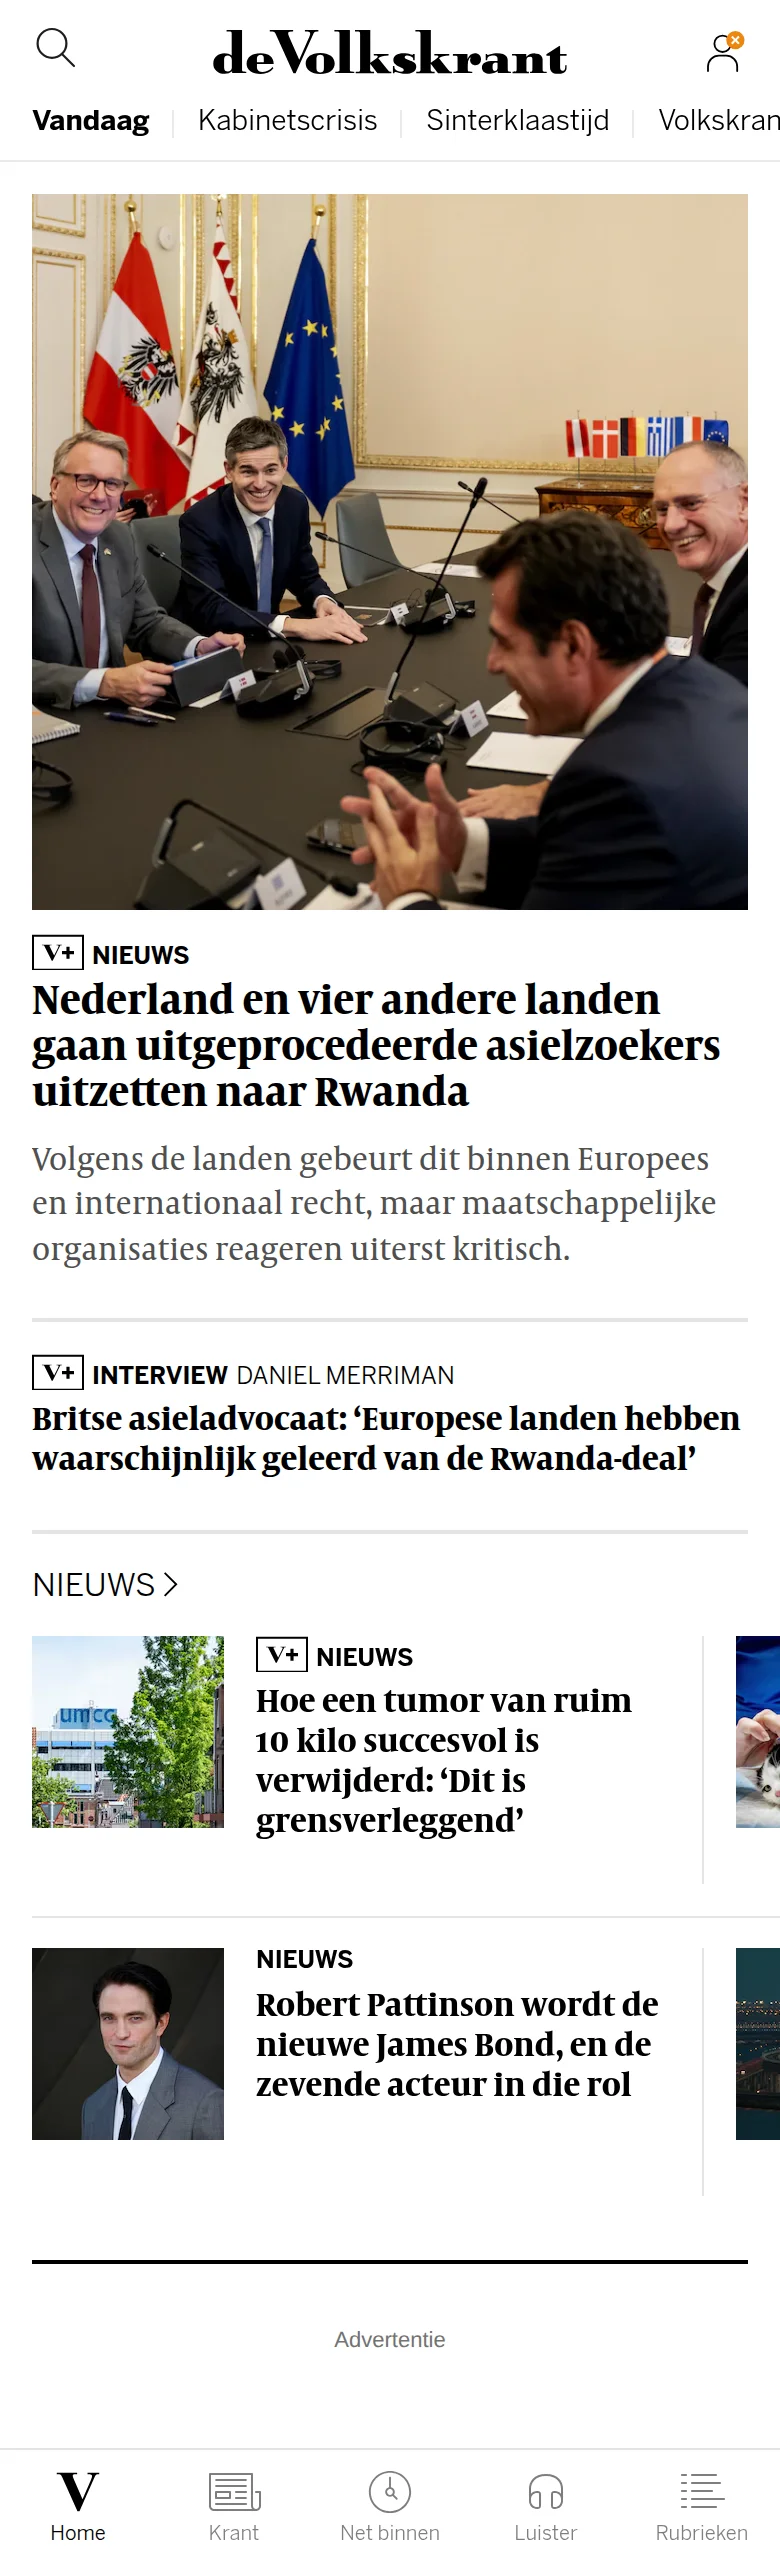 deVolkskrant
Vandaag
Kabinetscrisis
Sinterklaastijd
Volkskran
V+ NIEUWS
Nederland en vier andere landen
gaan uitgeprocedeerde asielzoekers
uitzetten naar Rwanda
Volgens de landen gebeurt dit binnen Europees
en internationaal recht, maar maatschappelijke
organisaties reageren uiterst kritisch.
V+ INTERVIEW DANIEL MERRIMAN
Britse asieladvocaat: ‘Europese landen hebben
waarschijnlijk geleerd van de Rwanda-deal’
NIEUWS
umcg
V+ NIEUWS
Hoe een tumor van ruim
10 kilo succesvol is
verwijderd: ‘Dit is
grensverleggend’
NIEUWS
Robert Pattinson wordt de
nieuwe James Bond, en de
zevende acteur in die rol
Advertentie
V
Home
Krant
Net binnen
Luister
Rubrieken